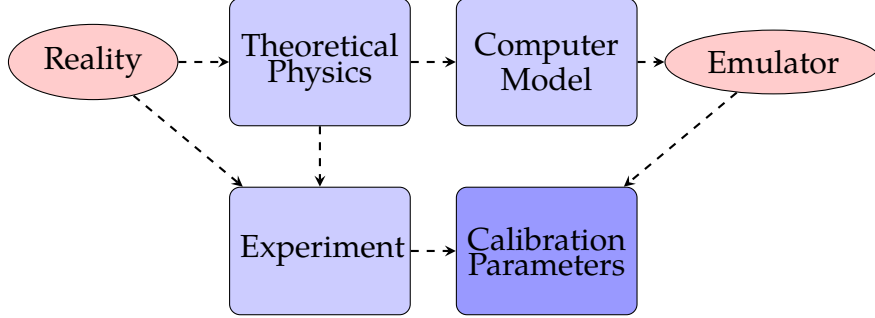 Reality
Theoretical
Physics
Computer
Model
Emulator
Experiment
Calibration
Parameters